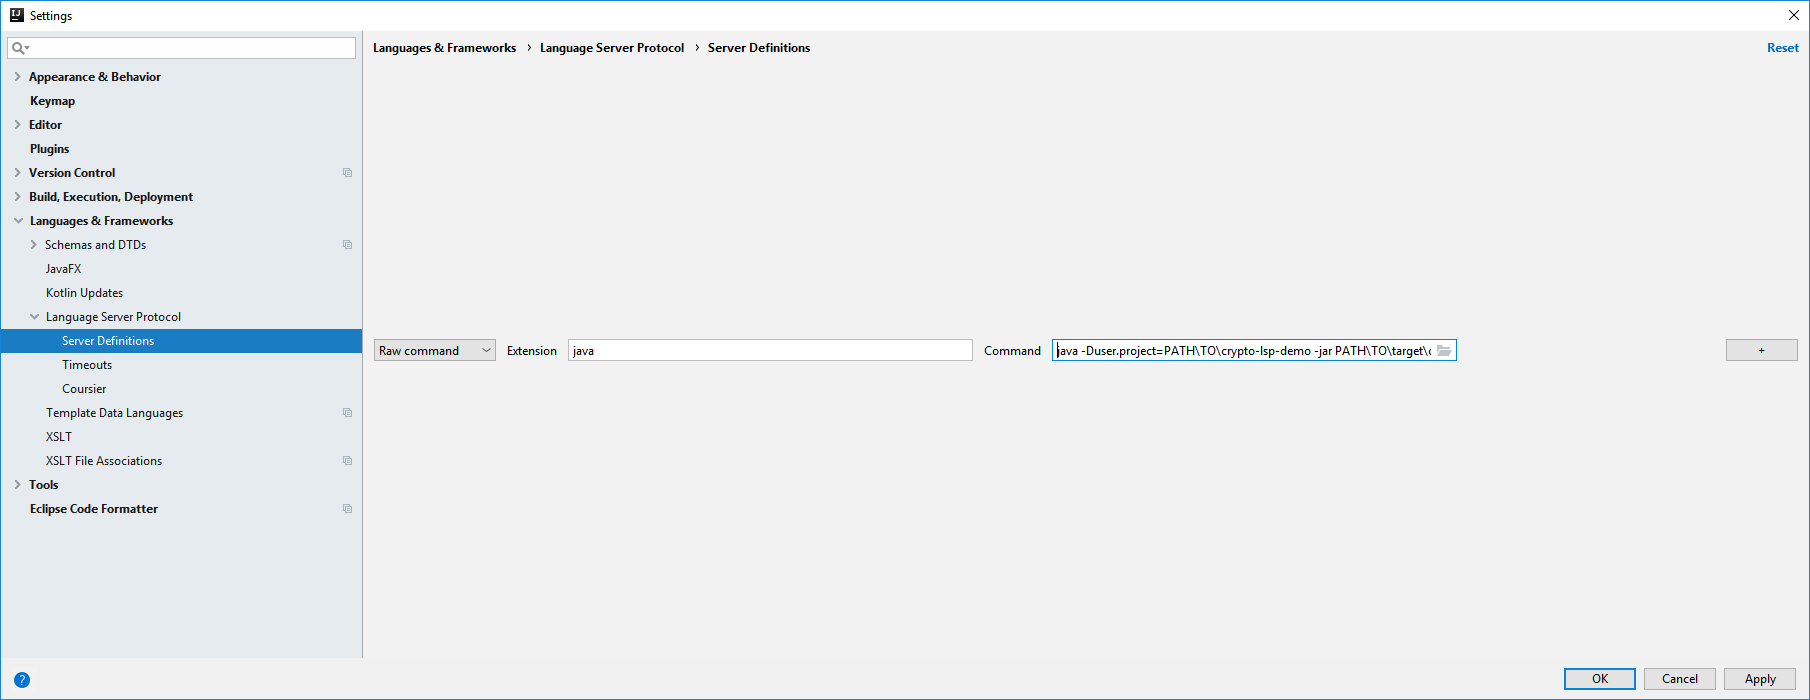 Settings
Languages & Frameworks › Language Server Protocol › Server Definitions
Reset
Appearance & Behavior
Keymap
Editor
Plugins
Version Control
Build, Execution, Deployment
Languages & Frameworks
Schemas and DTDs
JavaFX
Kotlin Updates
Language Server Protocol
Server Definitions
Timeouts
Coursier
Template Data Languages
XSLT
XSLT File Associations
Tools
Eclipse Code Formatter
Raw command Extension java Command java -Duser.project=PATH\TO\crypto-lsp-demo -jar PATH\TO\target\ +
? OK Cancel Apply